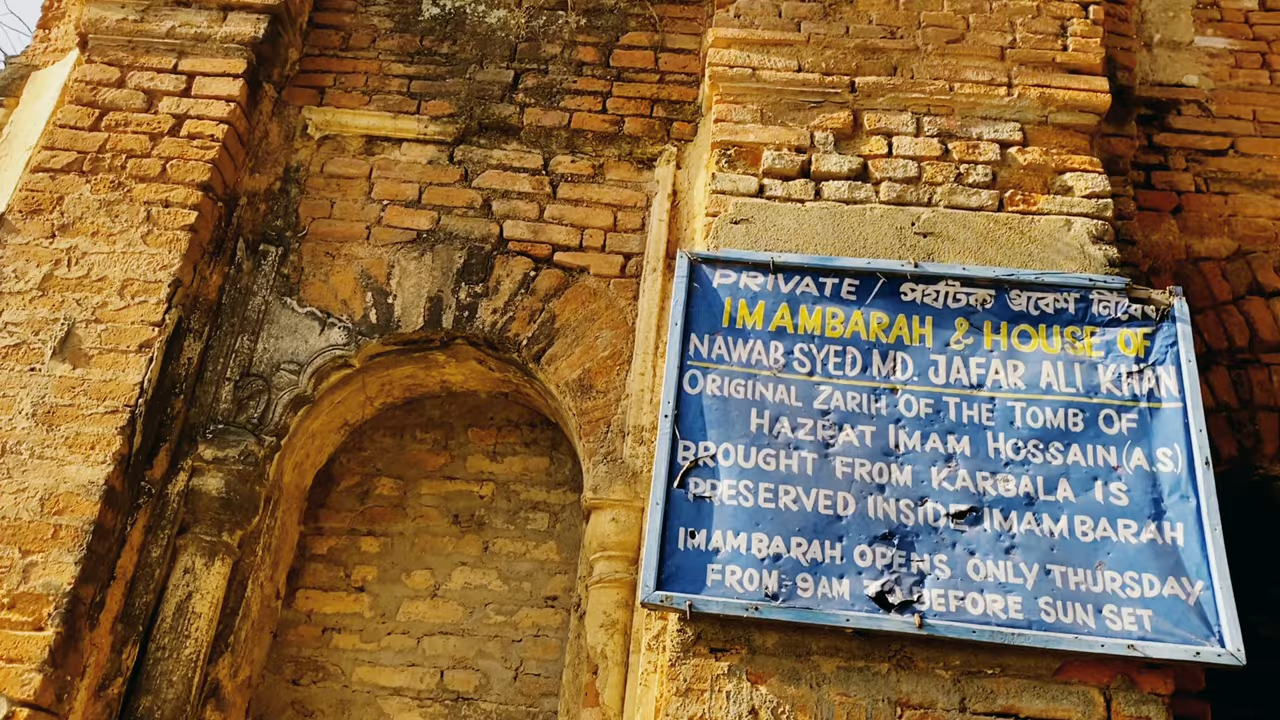 PRIVATE / পর্যটক প্রবেশ নিষেধ
IMAMBARAH & HOUSE OF
NAWAB SYED MD. JAFAR ALI KHAN
ORIGINAL ZARIH OF THE TOMB OF
HAZRAT IMAM HOSSAIN (A.S.)
BROUGHT FROM KARBALA IS
PRESERVED INSIDE IMAMBARAH
IMAMBARAH OPENS ONLY THURSDAY
FROM 9AM BEFORE SUN SET